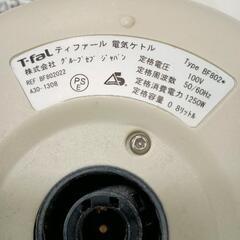 T-fal ティファール 電気ケトル
株式会社 グループセブ ジャパン
REF BF802022
A30-1308
PS
E
Type BF802*
定格電圧: 100V
定格周波数: 50/60Hz
定格消費電力: 1250W
定格容量: 0.8リットル